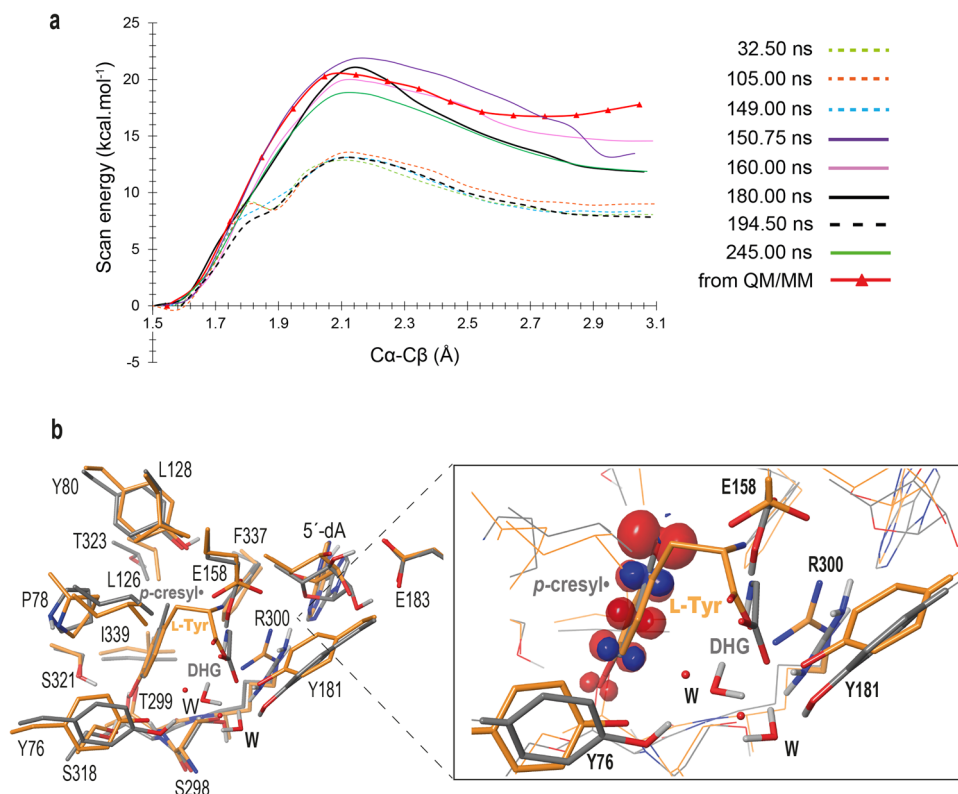 a
25
20
15
10
5
0
-5
Scan energy (kcal.mol⁻¹)
1.5 1.7 1.9 2.1 2.3 2.5 2.7 2.9 3.1
Cα-Cβ (Å)
32.50 ns
105.00 ns
149.00 ns
150.75 ns
160.00 ns
180.00 ns
194.50 ns
245.00 ns
from QM/MM
b
L128
Y80
T323
F337
5´-dA
L126
E158
p-cresyl•
E183
P78
L-Tyr
R300
I339
DHG
S321
T299
W
Y181
W
Y76
S318
S298
E158
p-cresyl•
R300
L-Tyr
DHG
W
Y181
W
Y76